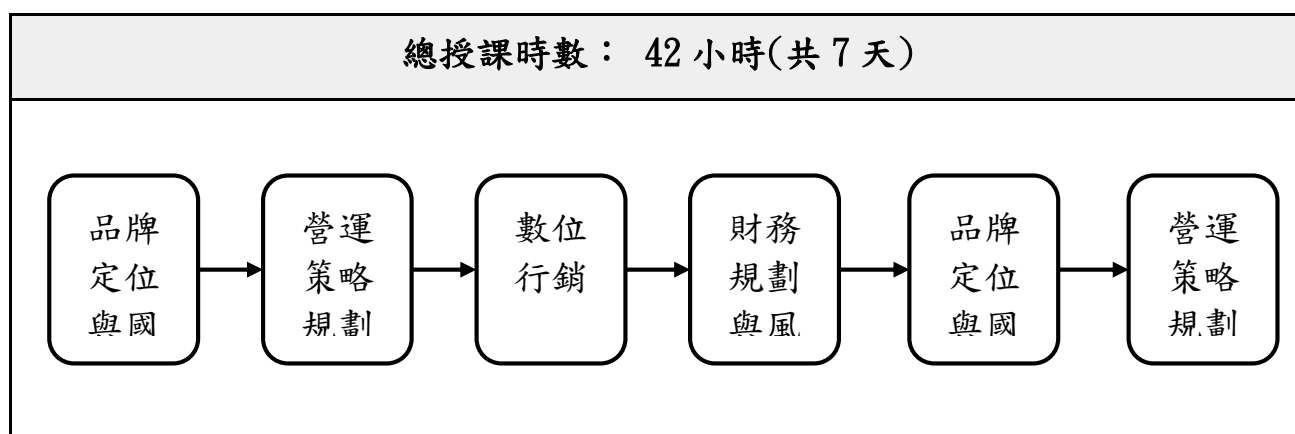 總授課時數： 42 小時(共 7 天)
品牌
定位
與國
營運
策略
規劃
數位
行銷
財務
規劃
與風
品牌
定位
與國
營運
策略
規劃